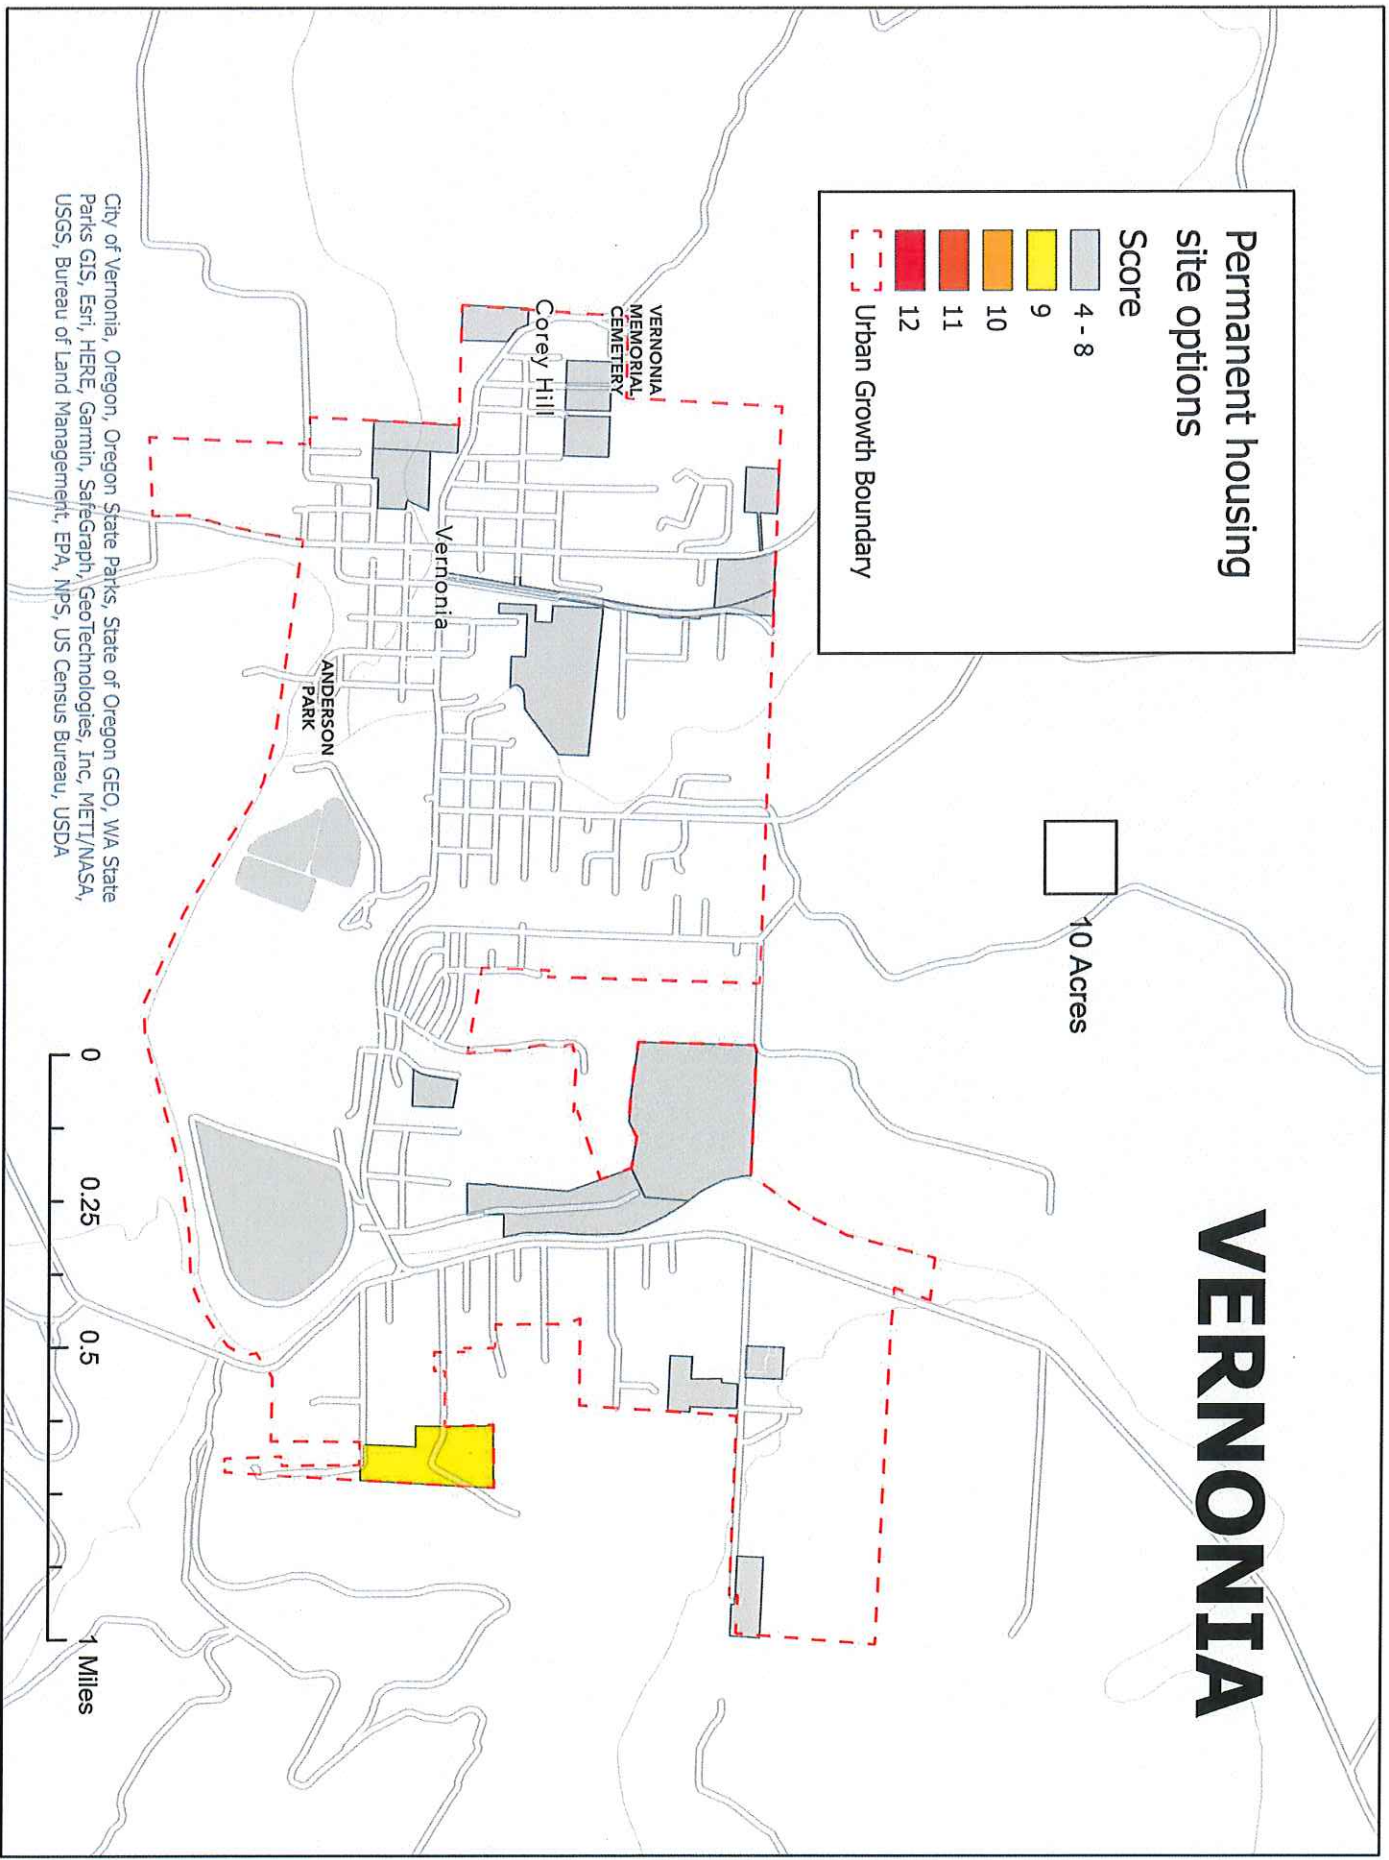 VERNONIA
Permanent housing
site options
Score
4 - 8
9
10
11
12
Urban Growth Boundary
10 Acres
VERNONIA
MEMORIAL
CEMETERY
Corey Hill
Vernonia
ANDERSON
PARK
0 0.25 0.5 1 Miles
City of Vernonia, Oregon, Oregon State Parks, State of Oregon GEO, WA State
Parks GIS, Esri, HERE, Garmin, SafeGraph, GeoTechnologies, Inc, METI/NASA,
USGS, Bureau of Land Management, EPA, NPS, US Census Bureau, USDA